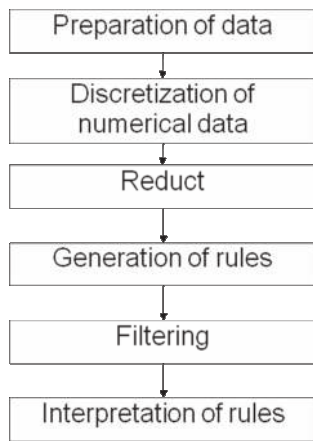 Preparation of data
Discretization of
numerical data
Reduct
Generation of rules
Filtering
Interpretation of rules